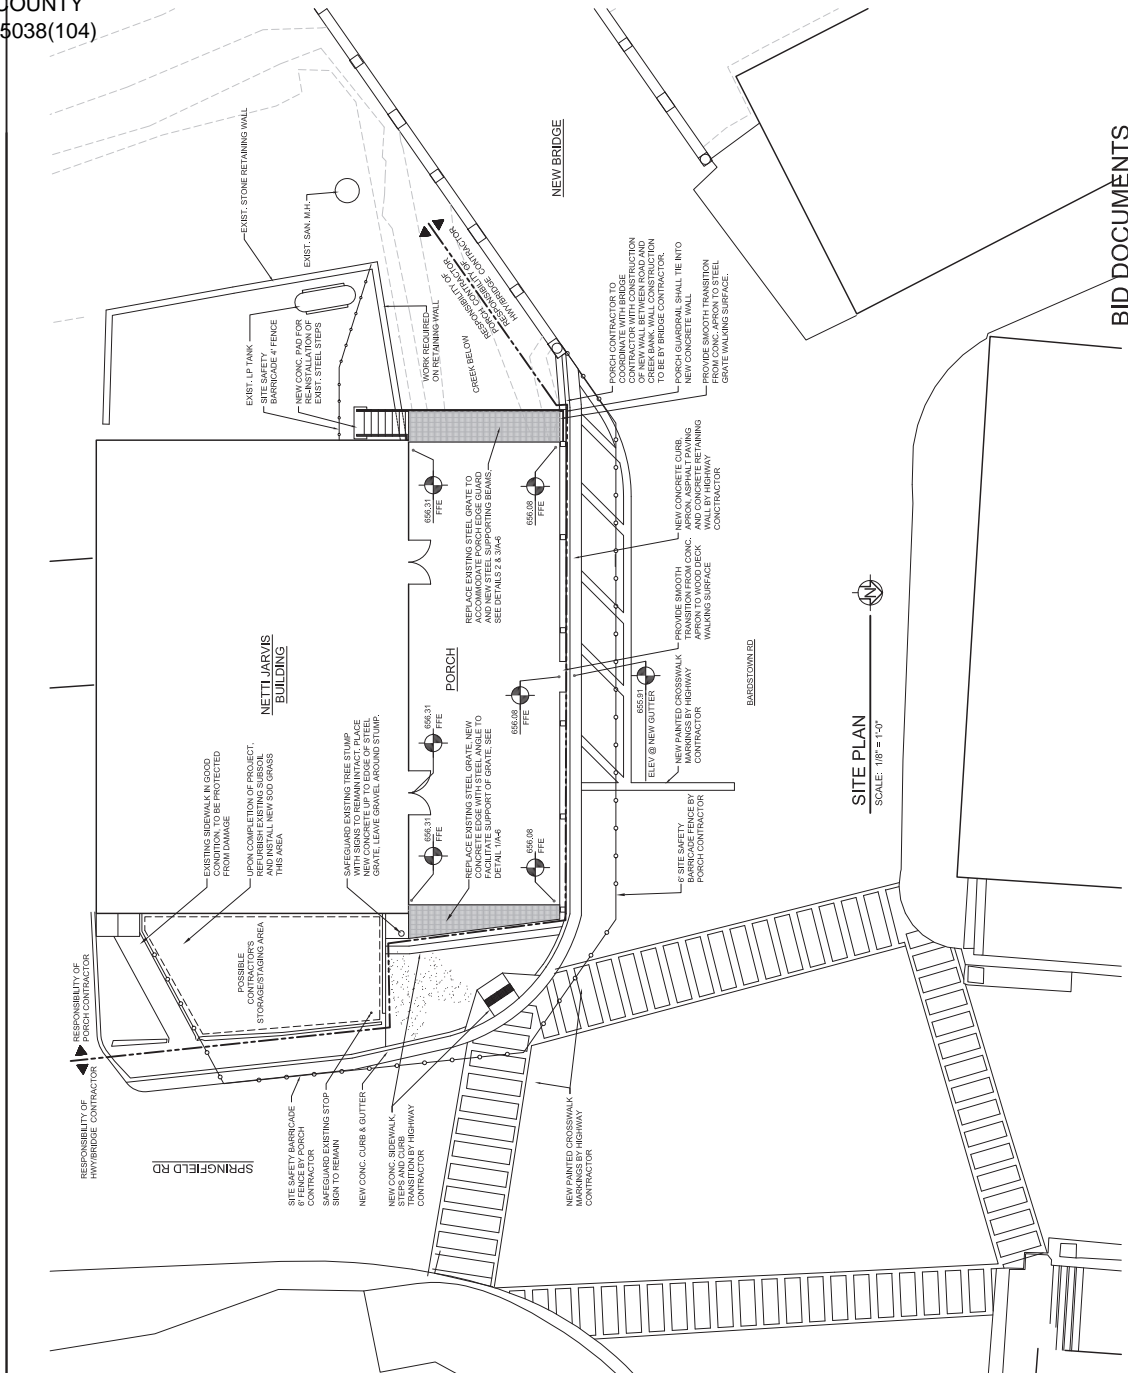 COUNTY
5038(104)
BID DOCUMENTS
EXIST. STONE RETAINING WALL
EXIST. SAN. M.H.
EXIST. LP TANK
SITE SAFETY
BARRICADE 4' FENCE
NEW CONC. PAD FOR
RE-INSTALLATION OF
EXIST. STEEL STEPS
WORK REQUIRED
ON RETAINING WALL
CREEK BELOW
RESPONSIBILITY OF
PORCH CONTRACTOR
RESPONSIBILITY OF
HWY/BRIDGE CONTRACTOR
NEW BRIDGE
PORCH CONTRACTOR TO
COORDINATE WITH BRIDGE
CONTRACTOR WITH CONSTRUCTION
OF NEW WALL BETWEEN ROAD AND
CREEK BANK. WALL CONSTRUCTION
TO BE BY BRIDGE CONTRACTOR.
PORCH GUARDRAIL SHALL TIE INTO
NEW CONCRETE WALL
PROVIDE SMOOTH TRANSITION
FROM CONC. APRON TO STEEL
GRATE WALKING SURFACE.
NETTI JARVIS
BUILDING
PORCH
656.31
FFE
656.08
FFE
REPLACE EXISTING STEEL GRATE TO
ACCOMMODATE PORCH EDGE GUARD
AND NEW STEEL SUPPORTING BEAMS,
SEE DETAILS 2 & 3/A-6
656.31
FFE
656.08
FFE
656.31
FFE
656.08
FFE
REPLACE EXISTING STEEL GRATE, NEW
CONCRETE EDGE WITH STEEL ANGLE TO
FACILITATE SUPPORT OF GRATE, SEE
DETAIL 1/A-6
NEW CONCRETE CURB,
APRON, ASPHALT PAVING
AND CONCRETE RETAINING
WALL BY HIGHWAY
CONCTRACTOR
PROVIDE SMOOTH
TRANSITION FROM CONC.
APRON TO WOOD DECK
WALKING SURFACE
655.91
ELEV @ NEW GUTTER
NEW PAINTED CROSSWALK
MARKINGS BY HIGHWAY
CONTRACTOR
6' SITE SAFETY
BARRICADE FENCE BY
PORCH CONTRACTOR
BARDSTOWN RD
EXISTING SIDEWALK IN GOOD
CONDITION, TO BE PROTECTED
FROM DAMAGE
UPON COMPLETION OF PROJECT,
REFURBISH EXISTING SUBSOIL
AND INSTALL NEW SOD GRASS
THIS AREA
SAFEGUARD EXISTING TREE STUMP
WITH SIGNS TO REMAIN INTACT. PLACE
NEW CONCRETE UP TO EDGE OF STEEL
GRATE, LEAVE GRAVEL AROUND STUMP.
POSSIBLE
CONTRACTOR'S
STORAGE/STAGING AREA
RESPONSIBILITY OF
PORCH CONTRACTOR
RESPONSIBILITY OF
HWY/BRIDGE CONTRACTOR
SPRINGFIELD RD
SITE SAFETY BARRICADE
6' FENCE BY PORCH
CONTRACTOR
SAFEGUARD EXISTING STOP
SIGN TO REMAIN
NEW CONC. CURB & GUTTER
NEW CONC. SIDEWALK,
STEPS AND CURB
TRANSITION BY HIGHWAY
CONTRACTOR
NEW PAINTED CROSSWALK
MARKINGS BY HIGHWAY
CONTRACTOR
SITE PLAN
SCALE: 1/8" = 1'-0"
N